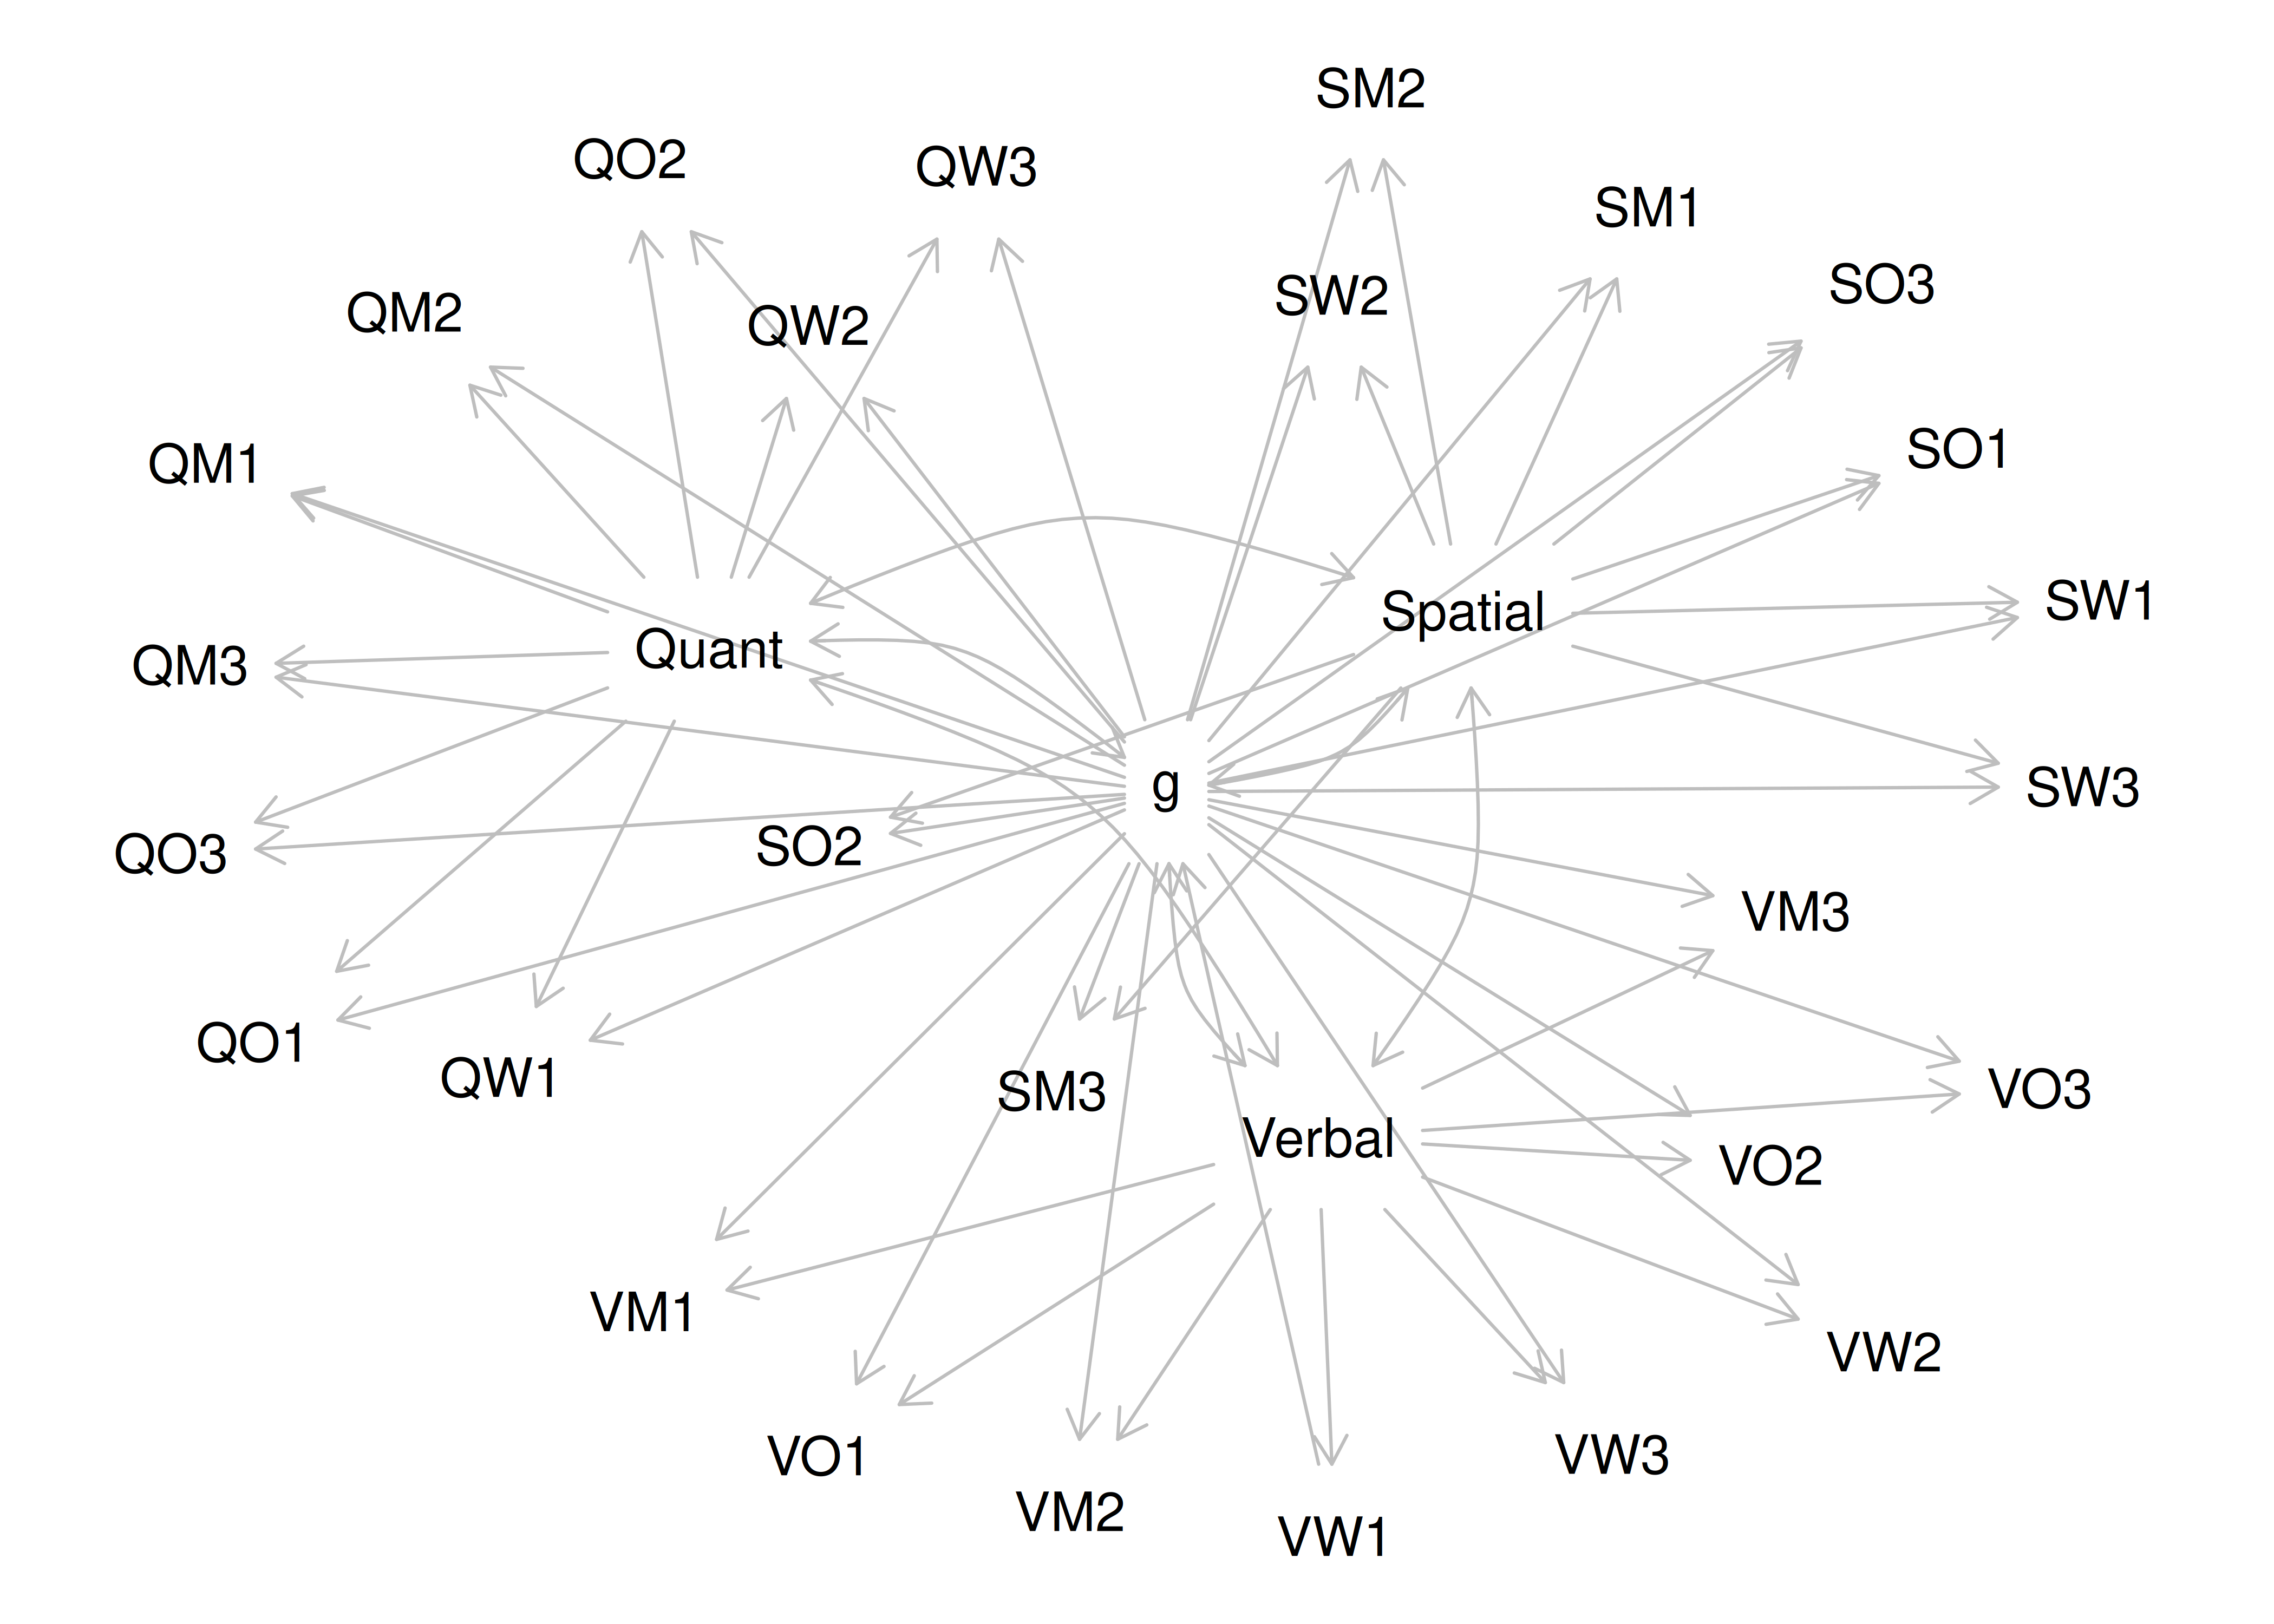 SM2
QO2
QW3
SM1
SO3
SW2
QM2
QW2
SO1
QM1
SW1
Spatial
Quant
QM3
g
SW3
SO2
QO3
VM3
QO1
QW1
SM3
VO3
Verbal
VO2
VM1
VW2
VO1
VW3
VM2
VW1